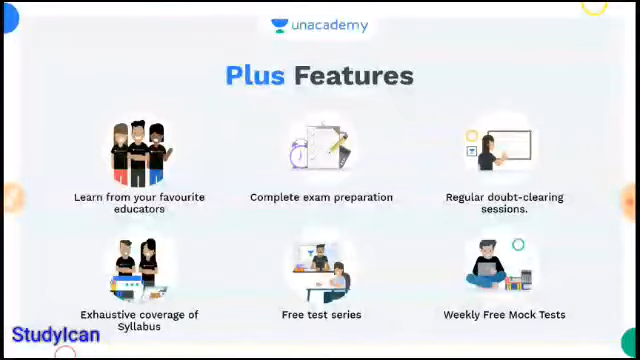 unacademy
Plus Features
Learn from your favourite
educators
Complete exam preparation
Regular doubt-clearing
sessions.
Exhaustive coverage of
Syllabus
Free test series
Weekly Free Mock Tests
StudyIcan